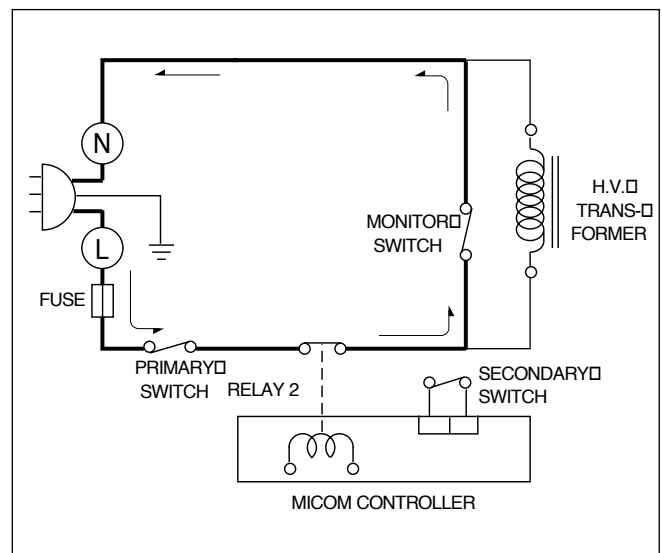 N
H.V.□
TRANS-□
FORMER
MONITOR□
SWITCH
L
FUSE
PRIMARY□
SWITCH
RELAY 2
SECONDARY□
SWITCH
MICOM CONTROLLER